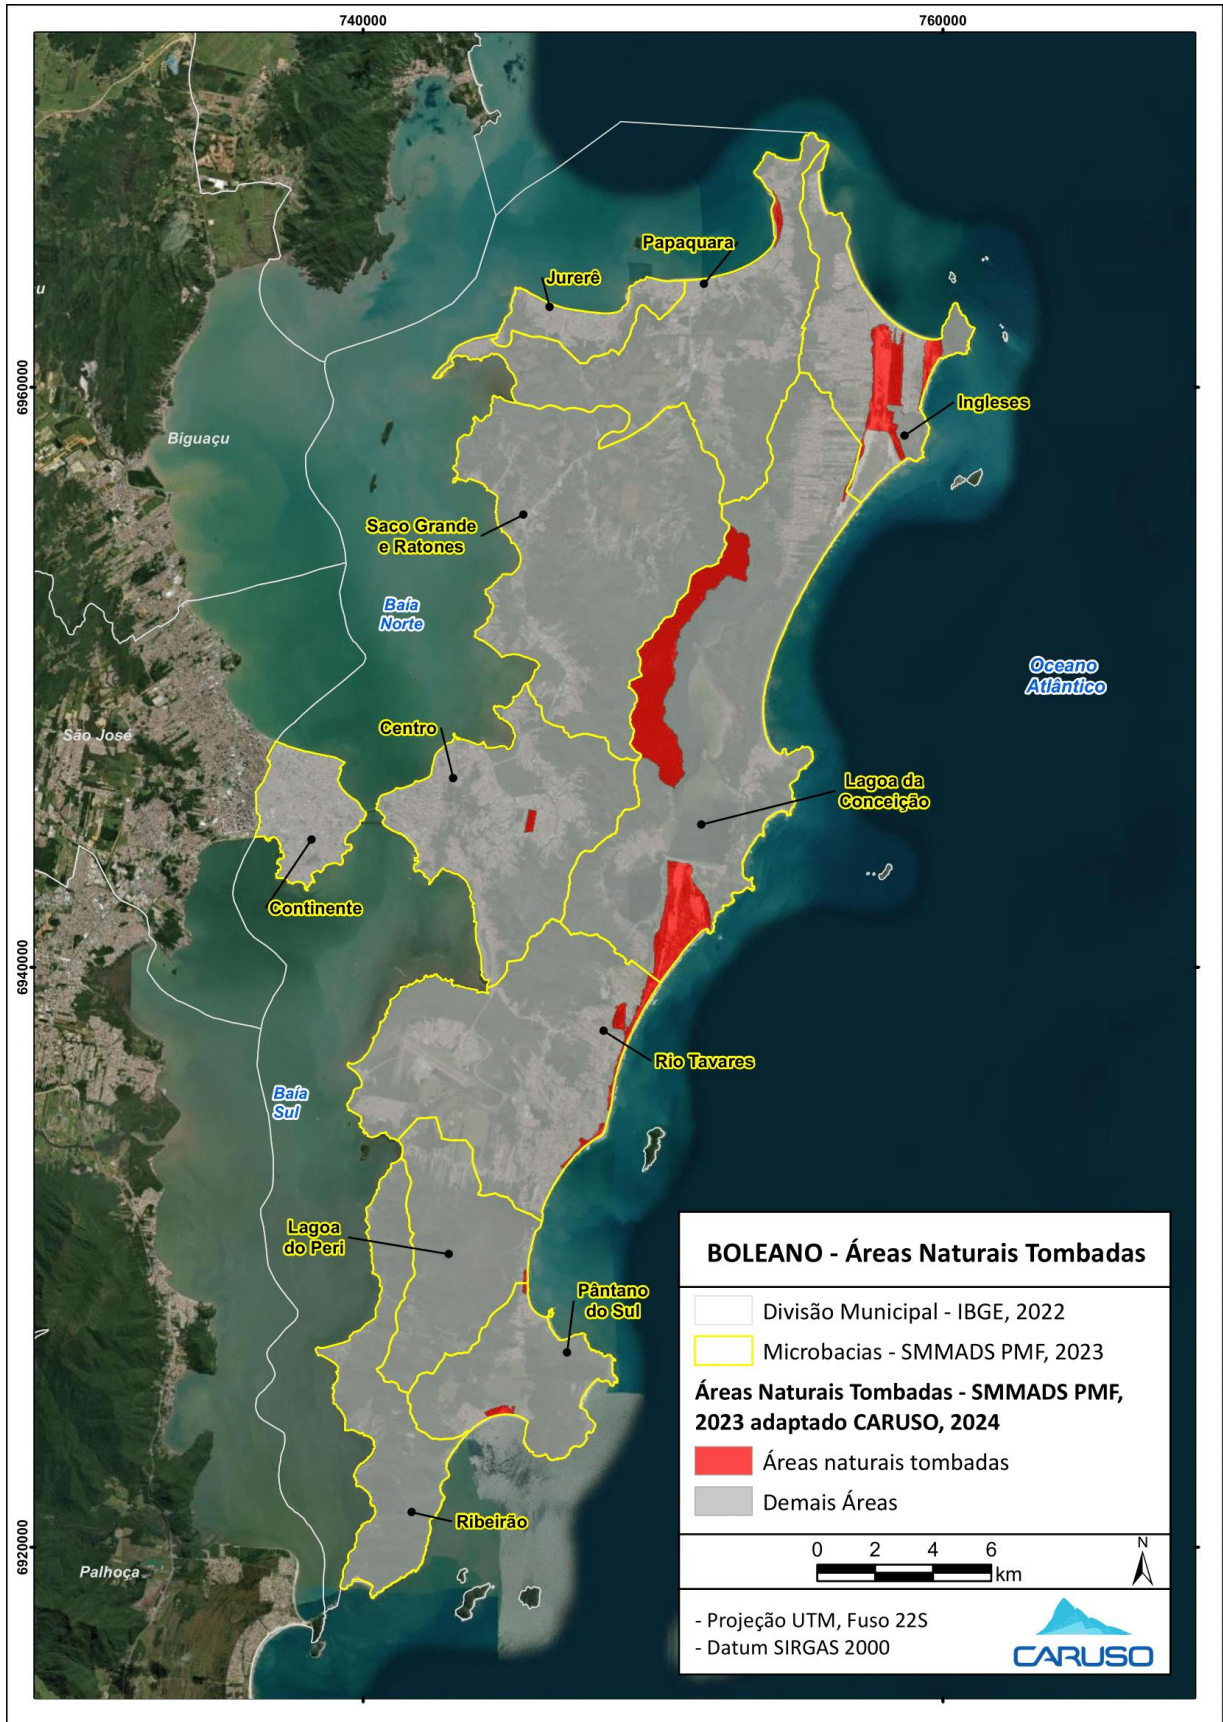 740000
760000
6960000
6940000
6920000
Papaquara
Jurerê
u
Ingleses
Biguaçu
Saco Grande
e Ratones
Baía
Norte
Oceano
Atlântico
São José
Centro
Lagoa da
Conceição
Continente
Rio Tavares
Baía
Sul
Lagoa
do Peri
Pântano
do Sul
Ribeirão
Palhoça
BOLEANO - Áreas Naturais Tombadas
Divisão Municipal - IBGE, 2022
Microbacias - SMMADS PMF, 2023
Áreas Naturais Tombadas - SMMADS PMF,
2023 adaptado CARUSO, 2024
Áreas naturais tombadas
Demais Áreas
0 2 4 6
km
N
- Projeção UTM, Fuso 22S
- Datum SIRGAS 2000
CARUSO